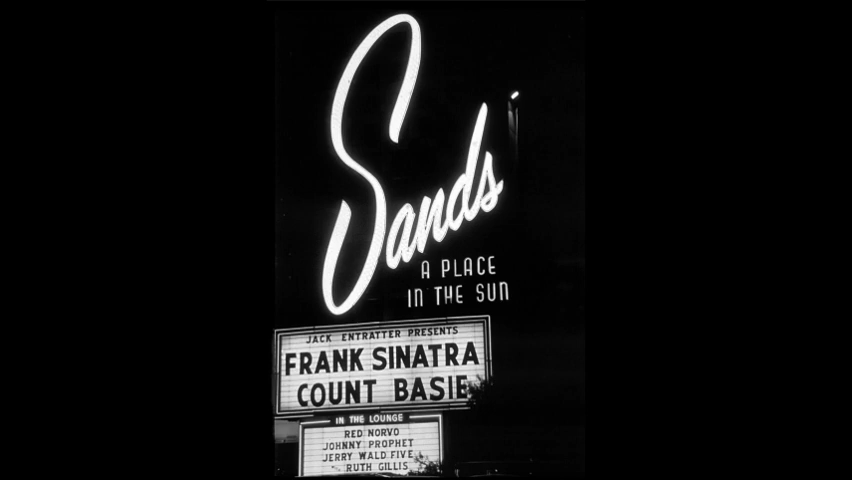 Sands
A PLACE
IN THE SUN
JACK ENTRATTER PRESENTS
FRANK SINATRA
COUNT BASIE
IN THE LOUNGE
RED NORVO
JOHNNY PROPHET
JERRY WALD FIVE
RUTH GILLIS